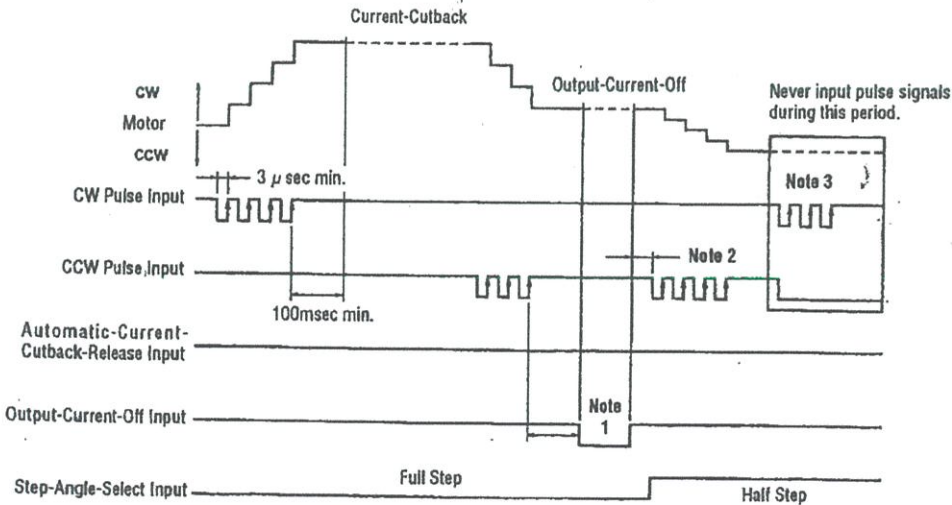 Current-Cutback
Output-Current-Off
Never input pulse signals
during this period.
CW
Motor
CCW
3 μ sec min.
CW Pulse Input
Note 3
CCW Pulse Input
Note 2
100msec min.
Automatic-Current-
Cutback-Release Input
Output-Current-Off Input
Note
1
Step-Angle-Select Input
Full Step
Half Step